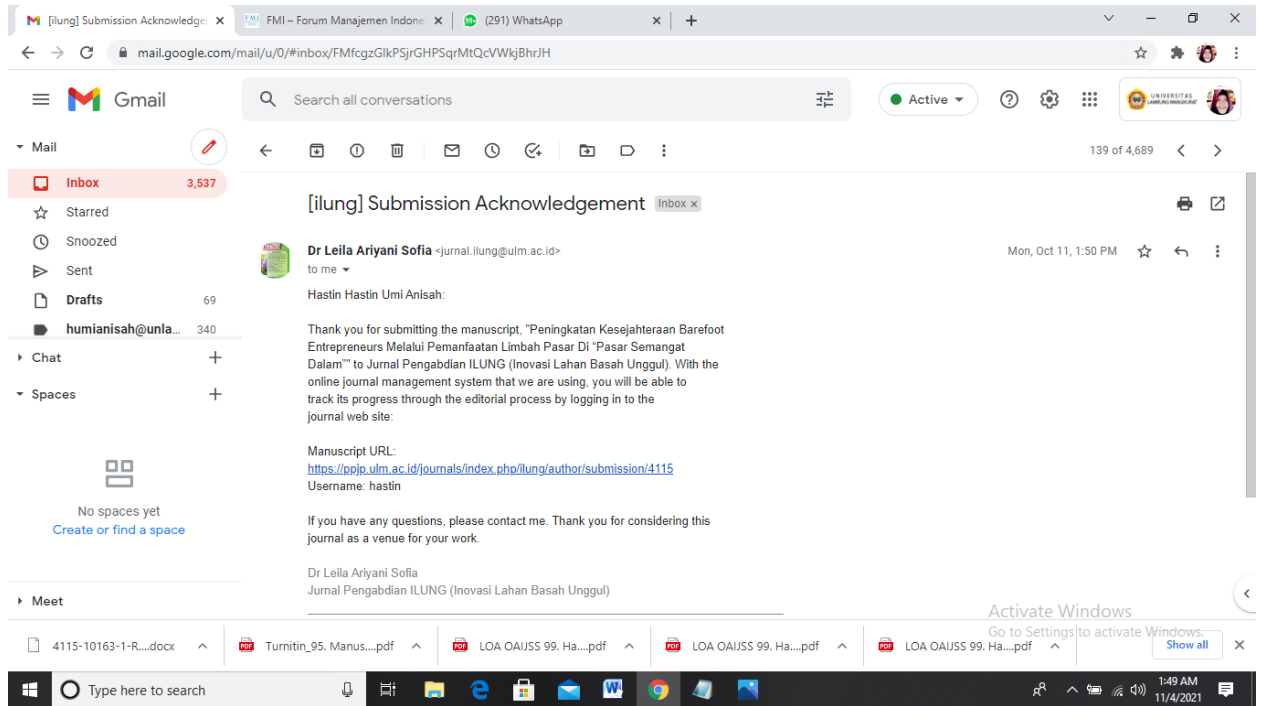 [ilung] Submission Acknowledge
FMI – Forum Manajemen Indone
(291) WhatsApp
mail.google.com/mail/u/0/#inbox/FMfcgzGlkPSjrGHPSqrMtQcVWkjBhrJH
Gmail
Search all conversations
Active
UNIVERSITAS
LAMBUNG MANGKURAT
Mail
139 of 4,689
Inbox 3,537
Starred
Snoozed
Sent
Drafts 69
humianisah@unla... 340
Chat
Spaces
No spaces yet
Create or find a space
Meet
[ilung] Submission Acknowledgement Inbox x
Dr Leila Ariyani Sofia <jurnal.ilung@ulm.ac.id> Mon, Oct 11, 1:50 PM
to me
Hastin Hastin Umi Anisah:
Thank you for submitting the manuscript, "Peningkatan Kesejahteraan Barefoot
Entrepreneurs Melalui Pemanfaatan Limbah Pasar Di “Pasar Semangat
Dalam”" to Jurnal Pengabdian ILUNG (Inovasi Lahan Basah Unggul). With the
online journal management system that we are using, you will be able to
track its progress through the editorial process by logging in to the
journal web site:
Manuscript URL:
https://ppjp.ulm.ac.id/journals/index.php/ilung/author/submission/4115
Username: hastin
If you have any questions, please contact me. Thank you for considering this
journal as a venue for your work.
Dr Leila Ariyani Sofia
Jurnal Pengabdian ILUNG (Inovasi Lahan Basah Unggul)
Activate Windows
Go to Settings to activate Windows.
4115-10163-1-R....docx
Turnitin_95. Manus....pdf
LOA OAIJSS 99. Ha....pdf
LOA OAIJSS 99. Ha....pdf
LOA OAIJSS 99. Ha....pdf
Show all
Type here to search
1:49 AM
11/4/2021